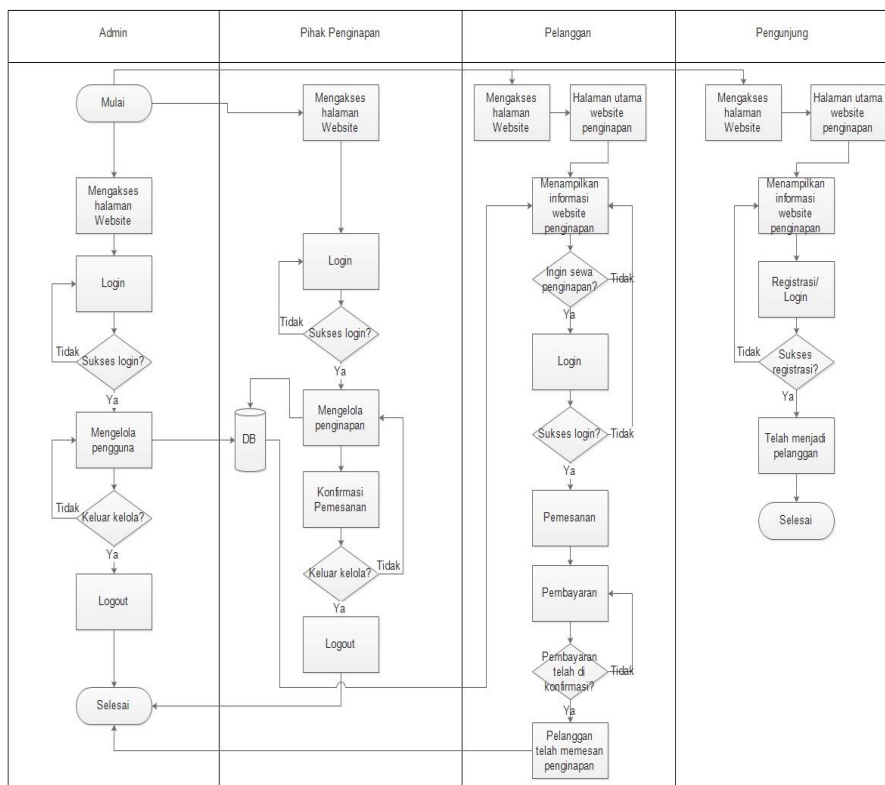 Admin
Pihak Penginapan
Pelanggan
Pengunjung
Mulai
Mengakses
halaman
Website
Login
Tidak
Sukses login?
Ya
Mengelola
pengguna
Tidak
Keluar kelola?
Ya
Logout
Selesai
Mengakses
halaman
Website
Login
Tidak
Sukses login?
Ya
DB
Mengelola
penginapan
Konfirmasi
Pemesanan
Keluar kelola?
Tidak
Ya
Logout
Mengakses
halaman
Website
Halaman utama
website
penginapan
Menampilkan
informasi
website
penginapan
Ingin sewa
penginapan?
Tidak
Ya
Login
Sukses login?
Tidak
Ya
Pemesanan
Pembayaran
Pembayaran
telah di
konfirmasi?
Tidak
Ya
Pelanggan
telah memesan
penginapan
Mengakses
halaman
Website
Halaman utama
website
penginapan
Menampilkan
informasi
website
penginapan
Registrasi/
Login
Tidak
Sukses
registrasi?
Ya
Telah menjadi
pelanggan
Selesai